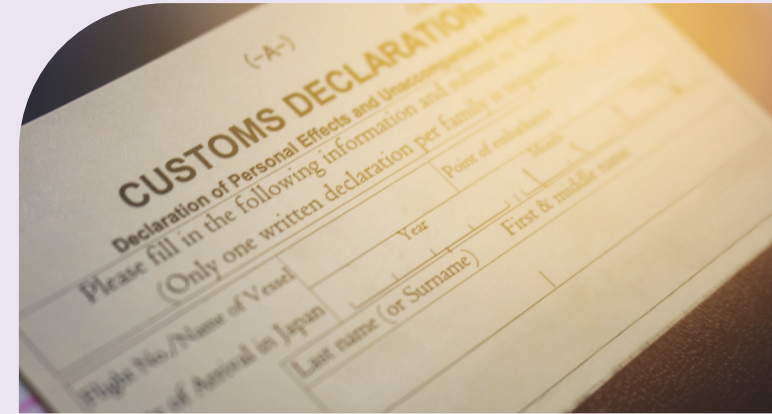 (-A-)
CUSTOMS DECLARATION
Declaration of Personal Effects and Unaccompanied
Please fill in the following information and submit to
(Only one written declaration per family is required)
Flight No./Name of Vessel
Point of embarkation
of Arrival in Japan
Year
Month
Last name (or Surname)
First & middle name